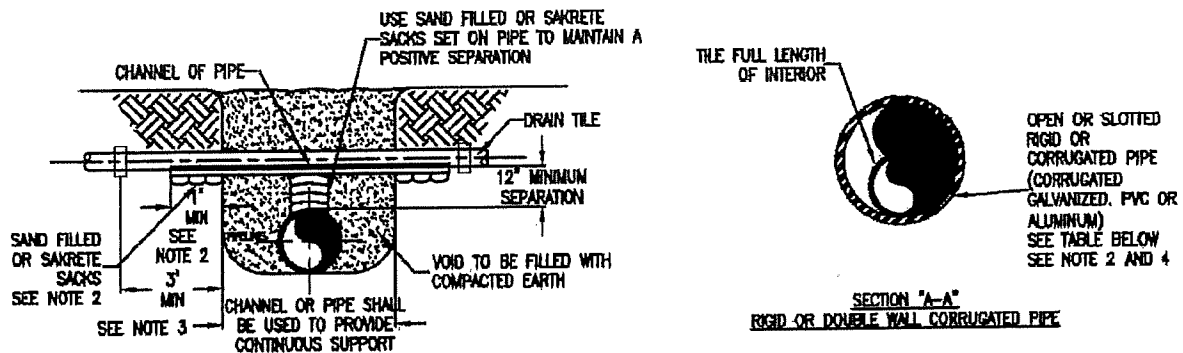 USE SAND FILLED OR SAKRETE
SACKS SET ON PIPE TO MAINTAIN A
POSITIVE SEPARATION
CHANNEL OF PIPE
DRAIN TILE
12" MINIMUM
SEPARATION
1"
MIN
SEE
NOTE 2
SAND FILLED
OR SAKRETE
SACKS
SEE NOTE 2
3'
MIN
SEE NOTE 3
VOID TO BE FILLED WITH
COMPACTED EARTH
CHANNEL OR PIPE SHALL
BE USED TO PROVIDE
CONTINUOUS SUPPORT
TILE FULL LENGTH
OF INTERIOR
OPEN OR SLOTTED
RIGID OR
CORRUGATED PIPE
(CORRUGATED
GALVANIZED, PVC OR
ALUMINUM)
SEE TABLE BELOW
SEE NOTE 2 AND 4
SECTION "A-A"
RIGID OR DOUBLE WALL CORRUGATED PIPE